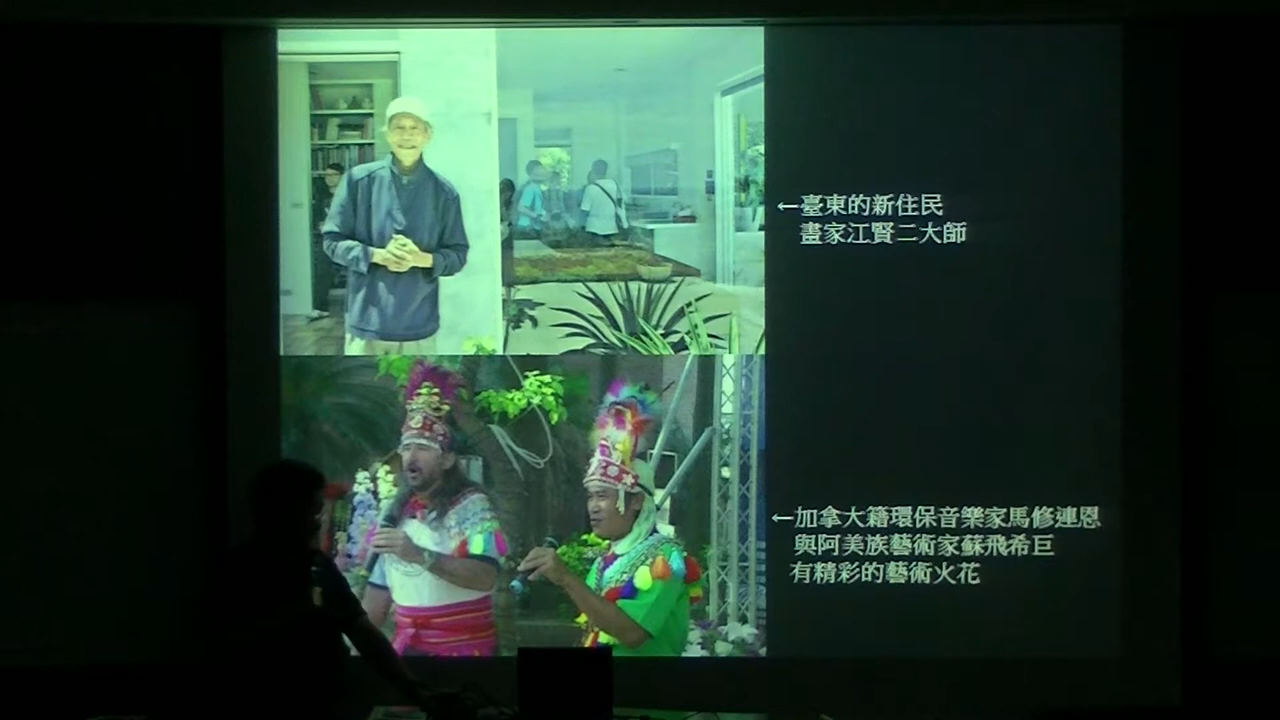 ←臺東的新住民
畫家江賢二大師
←加拿大籍環保音樂家馬修連恩
與阿美族藝術家蘇飛希巨
有精彩的藝術火花